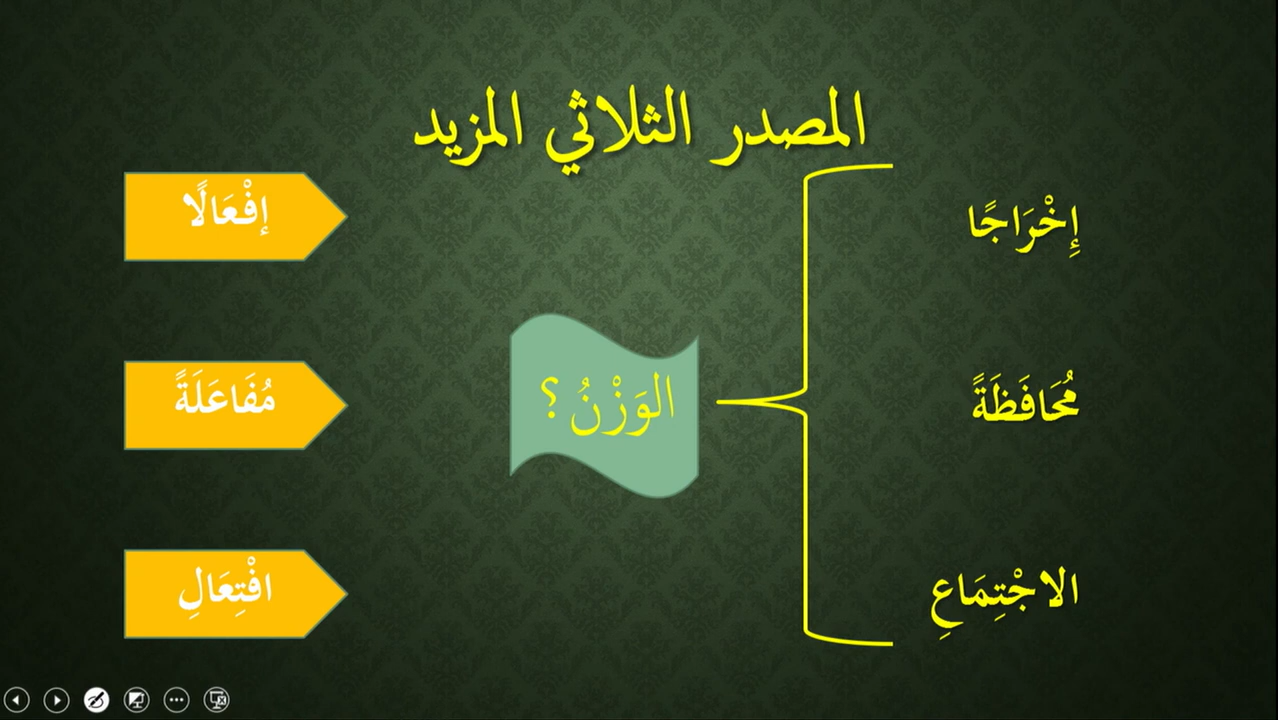 المصدر الثلاثي المزيد
إِخْرَاجًا
إفْعَالًا
مُحَافَظَةً
الوَزْنُ ؟
مُفَاعَلَةً
الاجْتِمَاعِ
افْتِعَالِ